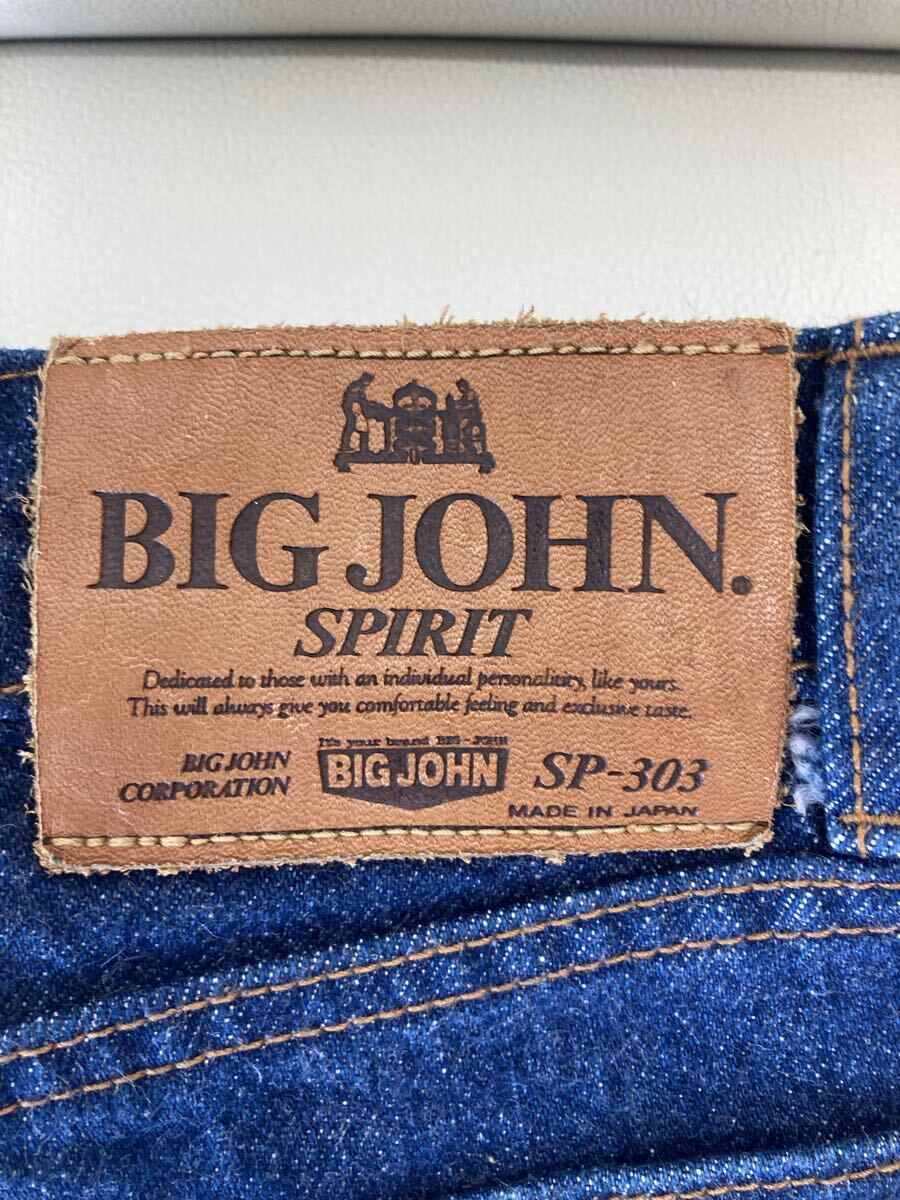 BIG JOHN.
SPIRIT
Dedicated to those with an individual personalitity, like yours.
This will always give you comfortable feeling and exclusive taste.
BIG JOHN
CORPORATION
It's your brand BIG-JOHN
BIG JOHN
SP-303
MADE IN JAPAN